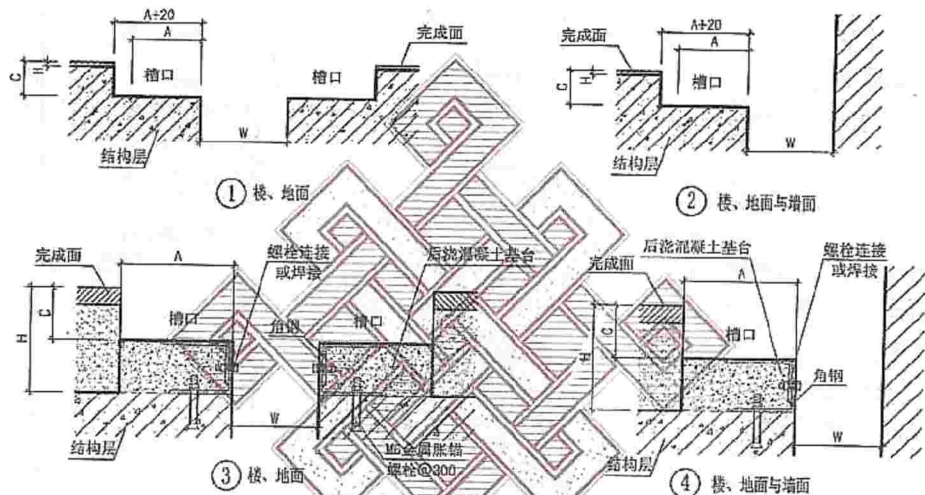 A+20
A
完成面
槽口
槽口
C
H
W
结构层
① 楼、地面
A+20
A
完成面
槽口
C
H
W
结构层
② 楼、地面与墙面
完成面
A
螺栓连接
或焊接
后浇混凝土基台
槽口
角钢
槽口
H
C
W
结构层
M6金属胀锚
螺栓@300
③ 楼、地面
后浇混凝土基台
完成面
A
螺栓连接
或焊接
槽口
角钢
H
C
W
结构层
④ 楼、地面与墙面